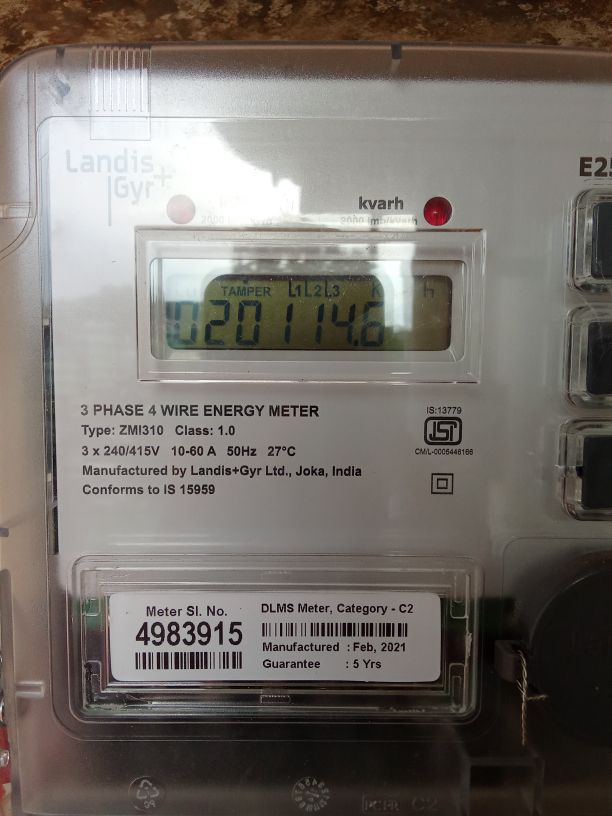 Landis
Gyr+
E25
kvarh
TAMPER L1L2L3 K h
020114.6
3 PHASE 4 WIRE ENERGY METER
Type: ZMI310 Class: 1.0
3 x 240/415V 10-60 A 50Hz 27°C
Manufactured by Landis+Gyr Ltd., Joka, India
Conforms to IS 15959
IS:13779
ISI
CM/L-0005446166
Meter Sl. No.
4983915
DLMS Meter, Category - C2
Manufactured : Feb, 2021
Guarantee : 5 Yrs
C2